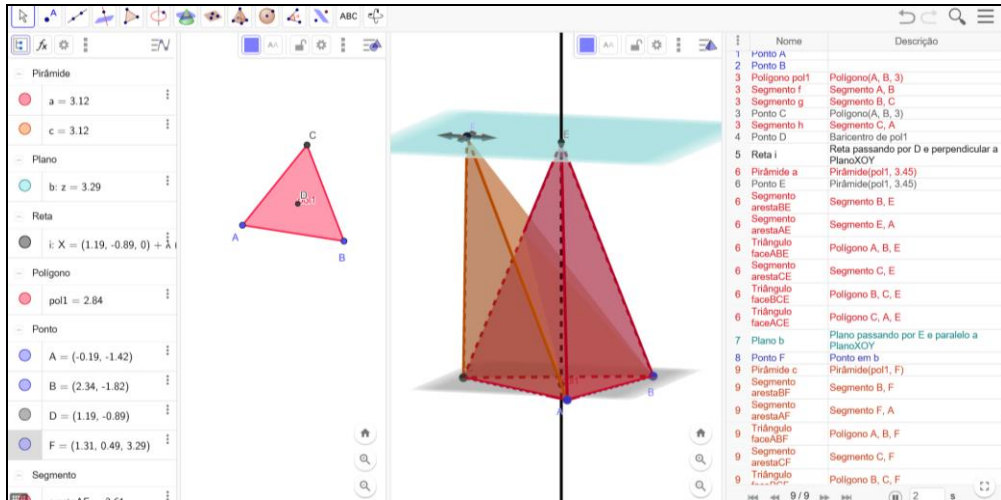 ABC
Pirâmide
a = 3.12
c = 3.12
Plano
b: z = 3.29
Reta
i: X = (1.19, -0.89, 0) + λ (
Polígono
pol1 = 2.84
Ponto
A = (-0.19, -1.42)
B = (2.34, -1.82)
D = (1.19, -0.89)
F = (1.31, 0.49, 3.29)
Segmento
C
D
A
B
E
A
B
Nome Descrição
1 Ponto A
2 Ponto B
3 Polígono pol1 Polígono(A, B, 3)
3 Segmento f Segmento A, B
3 Segmento g Segmento B, C
3 Ponto C Polígono(A, B, 3)
3 Segmento h Segmento C, A
4 Ponto D Baricentro de pol1
5 Reta i Reta passando por D e perpendicular a
PlanoXOY
6 Pirâmide a Pirâmide(pol1, 3.45)
6 Ponto E Pirâmide(pol1, 3.45)
6 Segmento
arestaBE Segmento B, E
6 Segmento
arestaAE Segmento E, A
6 Triângulo
faceABE Polígono A, B, E
6 Segmento
arestaCE Segmento C, E
6 Triângulo
faceBCE Polígono B, C, E
6 Triângulo
faceACE Polígono C, A, E
7 Plano b Plano passando por E e paralelo a
PlanoXOY
8 Ponto F Ponto em b
9 Pirâmide c Pirâmide(pol1, F)
9 Segmento
arestaBF Segmento B, F
9 Segmento
arestaAF Segmento F, A
9 Triângulo
faceABF Polígono A, B, F
9 Segmento
arestaCF Segmento C, F
9 Triângulo
Polígono B, C, F
9 / 9 2 s